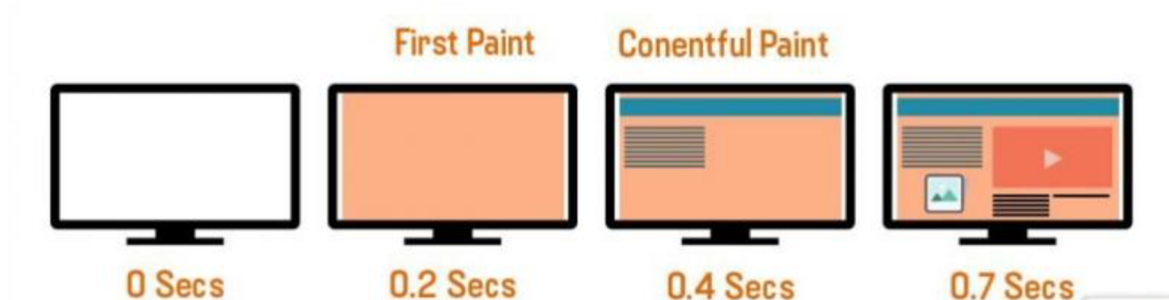 First Paint
Conentful Paint
0 Secs
0.2 Secs
0.4 Secs
0.7 Secs